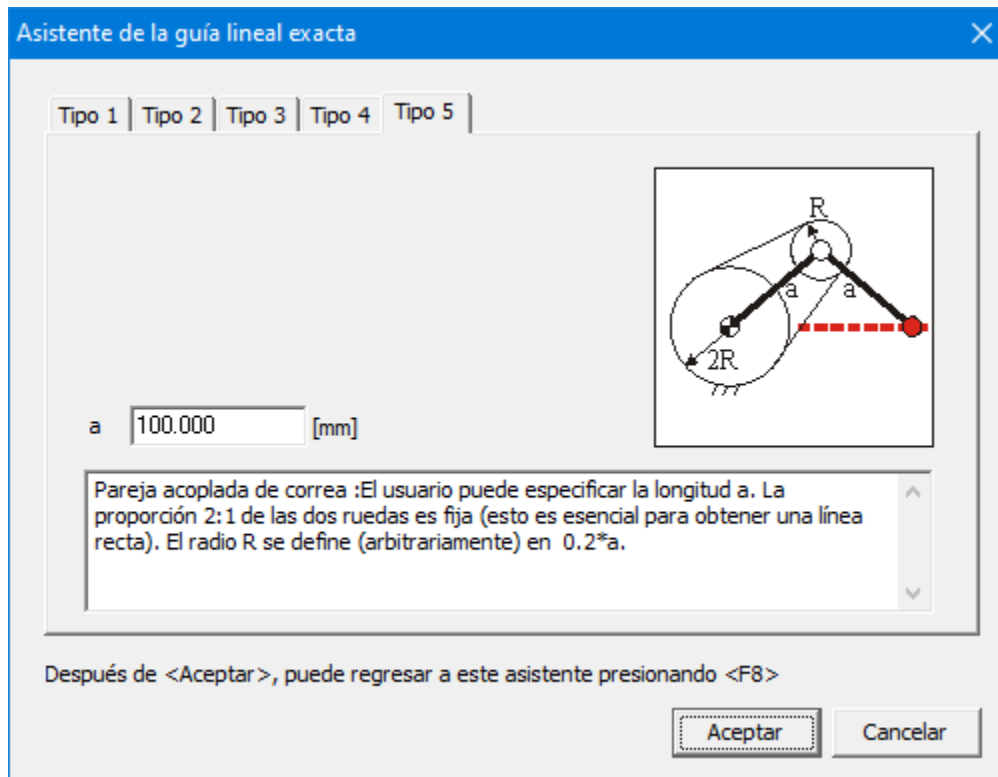 Asistente de la guía lineal exacta
Tipo 1 Tipo 2 Tipo 3 Tipo 4 Tipo 5
R
a a
2R
a 100.000 [mm]
Pareja acoplada de correa :El usuario puede especificar la longitud a. La
proporción 2:1 de las dos ruedas es fija (esto es esencial para obtener una línea
recta). El radio R se define (arbitrariamente) en  0.2*a.
Después de <Aceptar>, puede regresar a este asistente presionando <F8>
Aceptar Cancelar